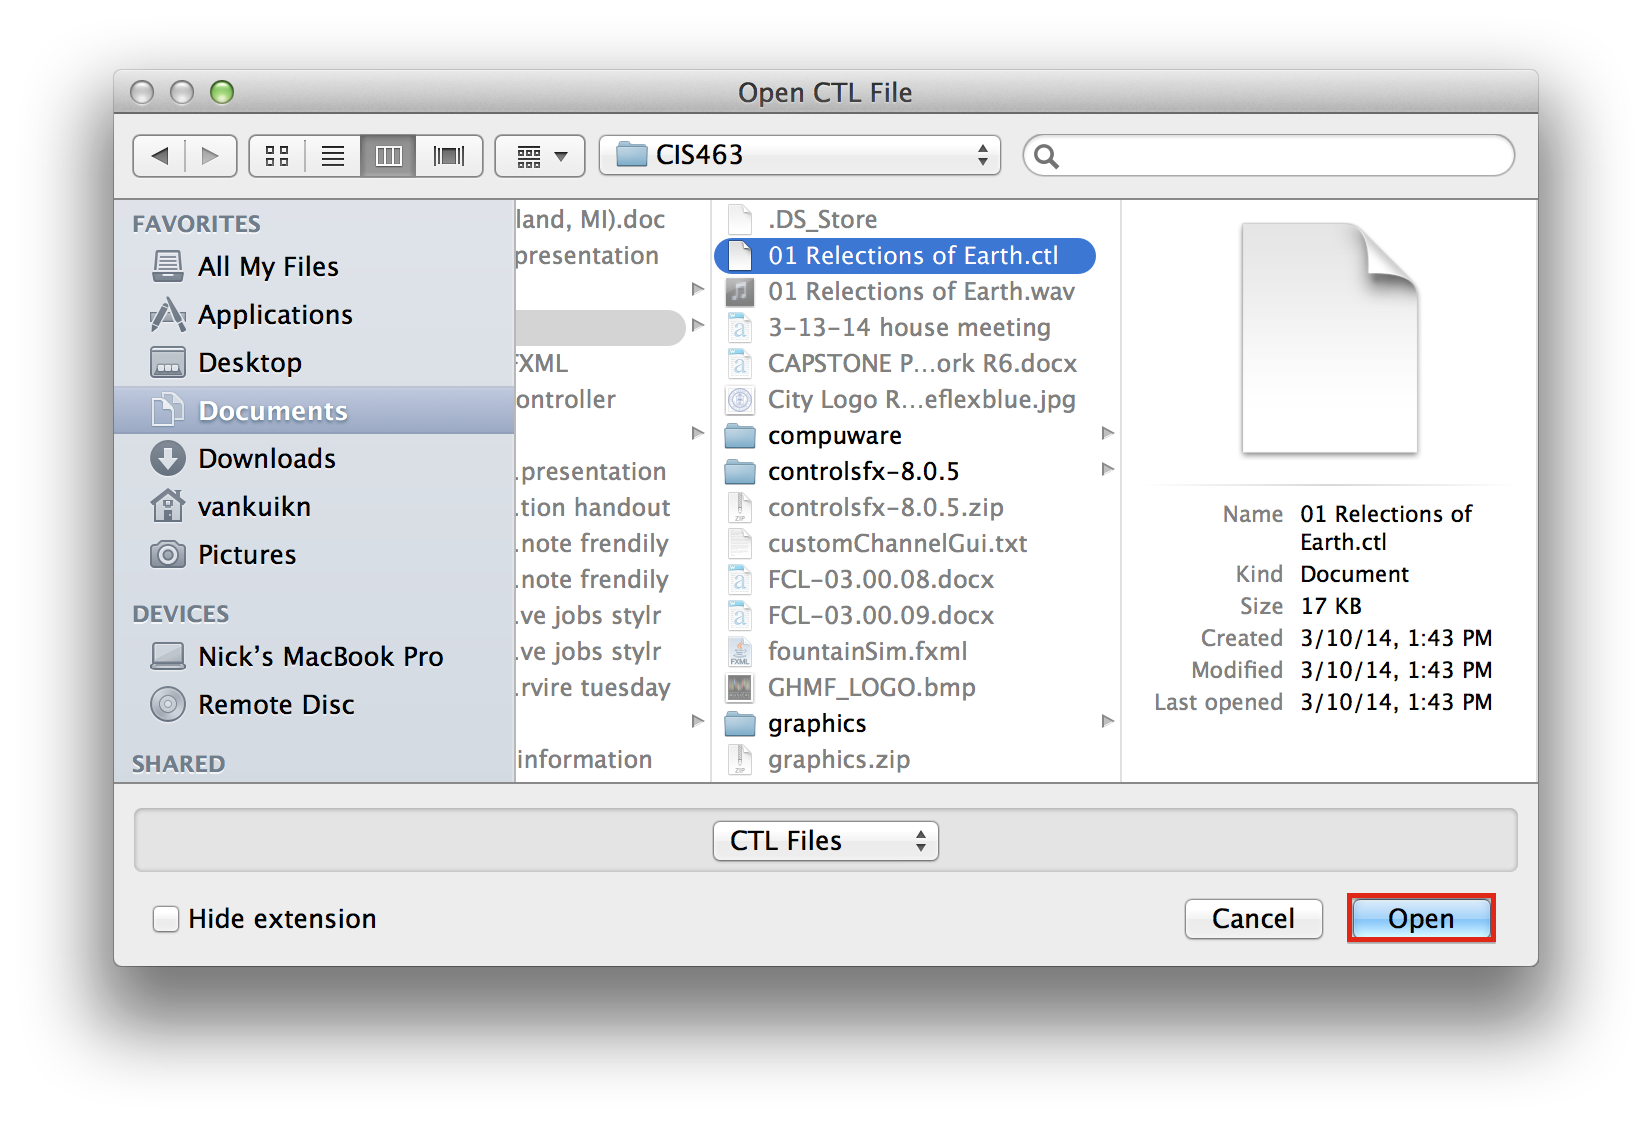 Open CTL File
CIS463
FAVORITES
All My Files
Applications
Desktop
Documents
Downloads
vankuikn
Pictures
DEVICES
Nick's MacBook Pro
Remote Disc
SHARED
land, MI).doc
presentation
FXML
ontroller
.presentation
.tion handout
.note frendily
.note frendily
.ve jobs stylr
.ve jobs stylr
.rvire tuesday
information
.DS_Store
01 Relections of Earth.ctl
01 Relections of Earth.wav
3-13-14 house meeting
CAPSTONE P...ork R6.docx
City Logo R...eflexblue.jpg
compuware
controlsfx-8.0.5
controlsfx-8.0.5.zip
customChannelGui.txt
FCL-03.00.08.docx
FCL-03.00.09.docx
fountainSim.fxml
GHMF_LOGO.bmp
graphics
graphics.zip
Name 01 Relections of
Earth.ctl
Kind Document
Size 17 KB
Created 3/10/14, 1:43 PM
Modified 3/10/14, 1:43 PM
Last opened 3/10/14, 1:43 PM
CTL Files
Hide extension
Cancel
Open